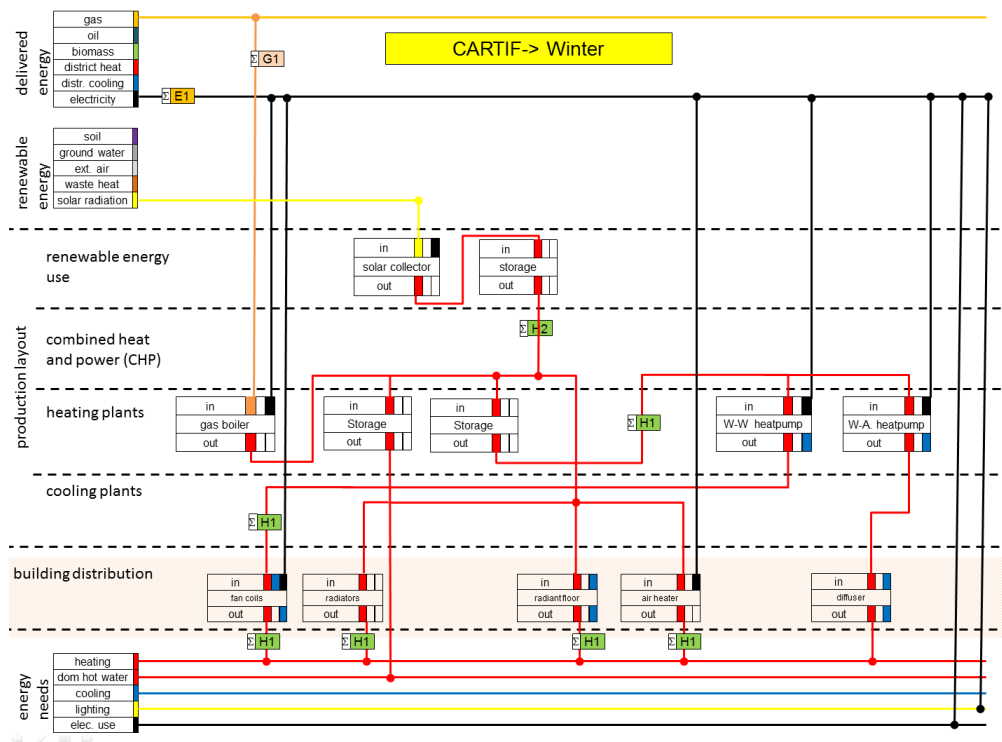 delivered
energy
gas
oil
biomass
district heat
distr. cooling
electricity
Σ G1
CARTIF-> Winter
Σ E1
renewable
energy
soil
ground water
ext. air
waste heat
solar radiation
production layout
renewable energy
use
in
solar collector
out
in
storage
out
combined heat
and power (CHP)
Σ H2
heating plants
in
gas boiler
out
in
Storage
out
in
Storage
out
Σ H1
in
W-W heatpump
out
in
W-A. heatpump
out
cooling plants
Σ H1
building distribution
in
fan coils
out
in
radiators
out
in
radiantfloor
out
in
air heater
out
in
diffuser
out
Σ H1
Σ H1
Σ H1
Σ H1
energy
needs
heating
dom hot water
cooling
lighting
elec. use